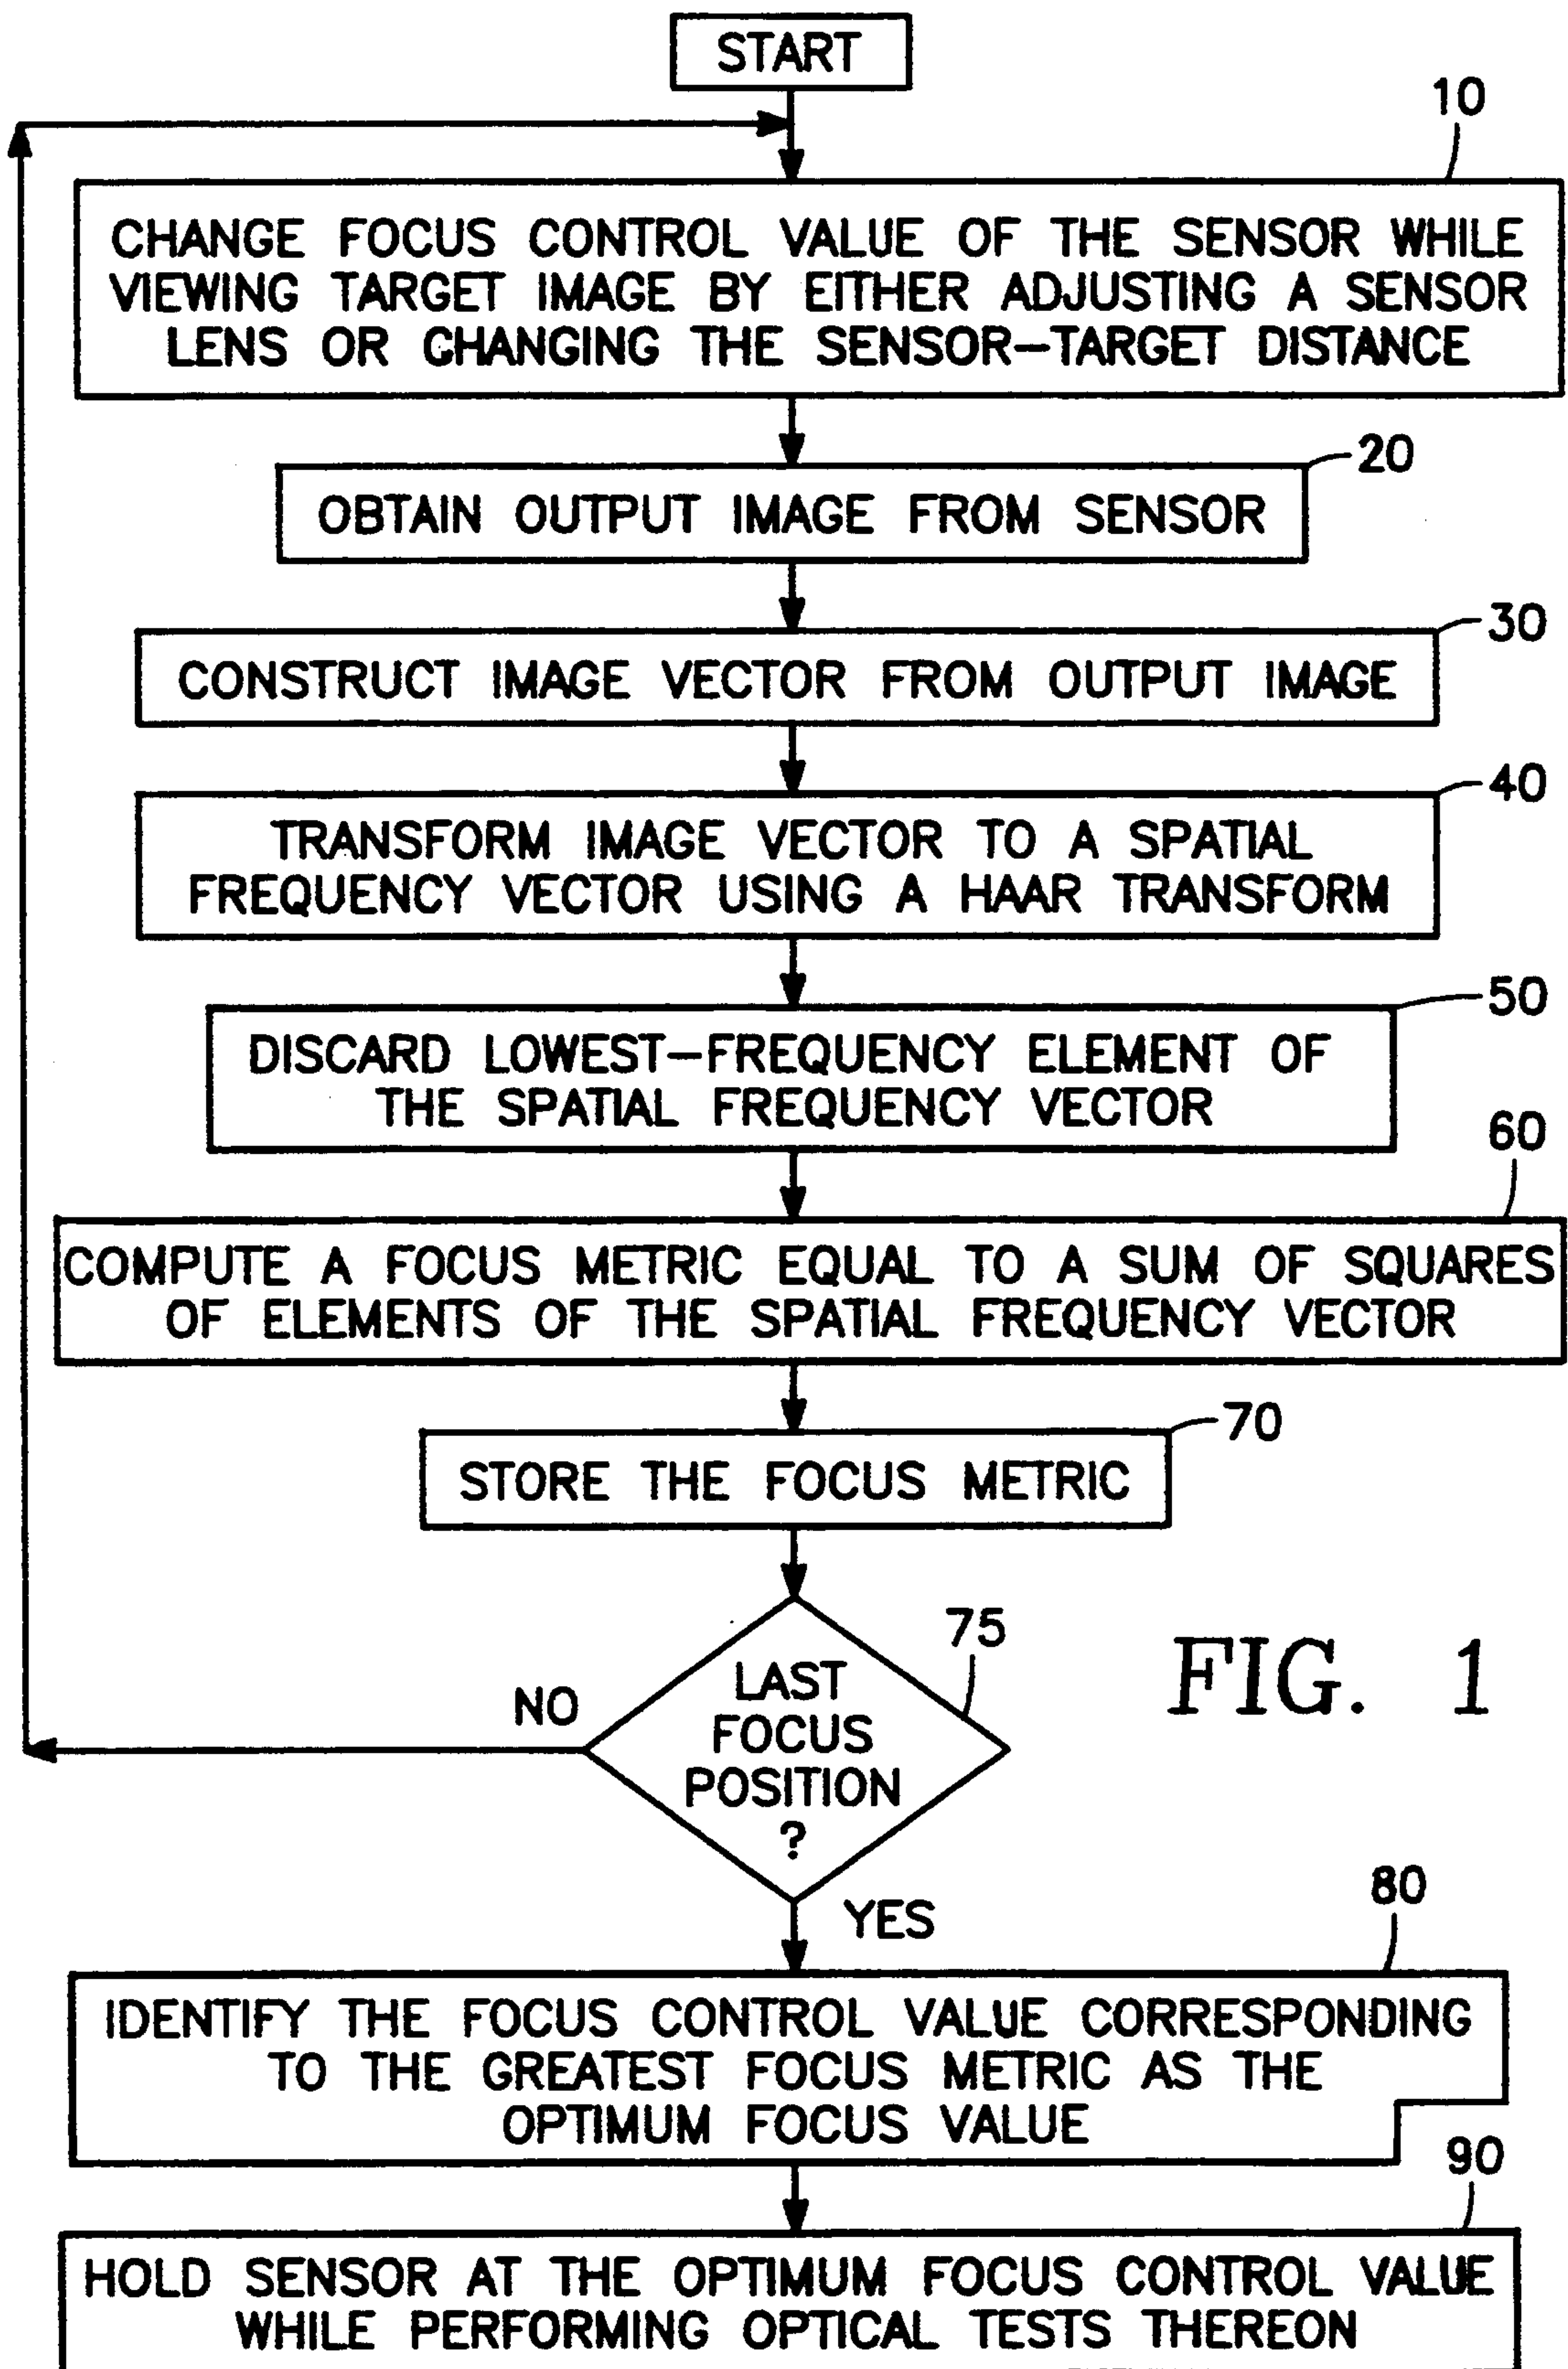 START
10
CHANGE FOCUS CONTROL VALUE OF THE SENSOR WHILE
VIEWING TARGET IMAGE BY EITHER ADJUSTING A SENSOR
LENS OR CHANGING THE SENSOR-TARGET DISTANCE
20
OBTAIN OUTPUT IMAGE FROM SENSOR
30
CONSTRUCT IMAGE VECTOR FROM OUTPUT IMAGE
40
TRANSFORM IMAGE VECTOR TO A SPATIAL
FREQUENCY VECTOR USING A HAAR TRANSFORM
50
DISCARD LOWEST-FREQUENCY ELEMENT OF
THE SPATIAL FREQUENCY VECTOR
60
COMPUTE A FOCUS METRIC EQUAL TO A SUM OF SQUARES
OF ELEMENTS OF THE SPATIAL FREQUENCY VECTOR
70
STORE THE FOCUS METRIC
75
LAST
FOCUS
POSITION
?
NO
FIG. 1
YES
80
IDENTIFY THE FOCUS CONTROL VALUE CORRESPONDING
TO THE GREATEST FOCUS METRIC AS THE
OPTIMUM FOCUS VALUE
90
HOLD SENSOR AT THE OPTIMUM FOCUS CONTROL VALUE
WHILE PERFORMING OPTICAL TESTS THEREON